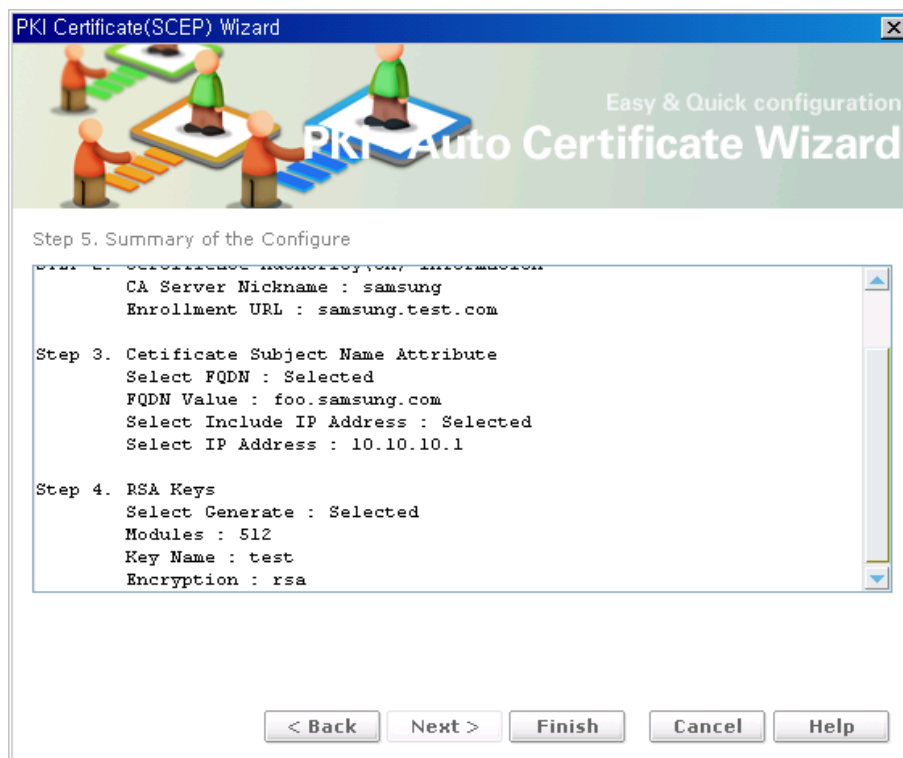 PKI Certificate(SCEP) Wizard
Easy & Quick configuration
PKI - Auto Certificate Wizard
Step 5. Summary of the Configure
CA Server Nickname : samsung
Enrollment URL : samsung.test.com
Step 3. Cetificate Subject Name Attribute
Select FQDN : Selected
FQDN Value : foo.samsung.com
Select Include IP Address : Selected
Select IP Address : 10.10.10.1
Step 4. RSA Keys
Select Generate : Selected
Modules : 512
Key Name : test
Encryption : rsa
< Back
Next >
Finish
Cancel
Help